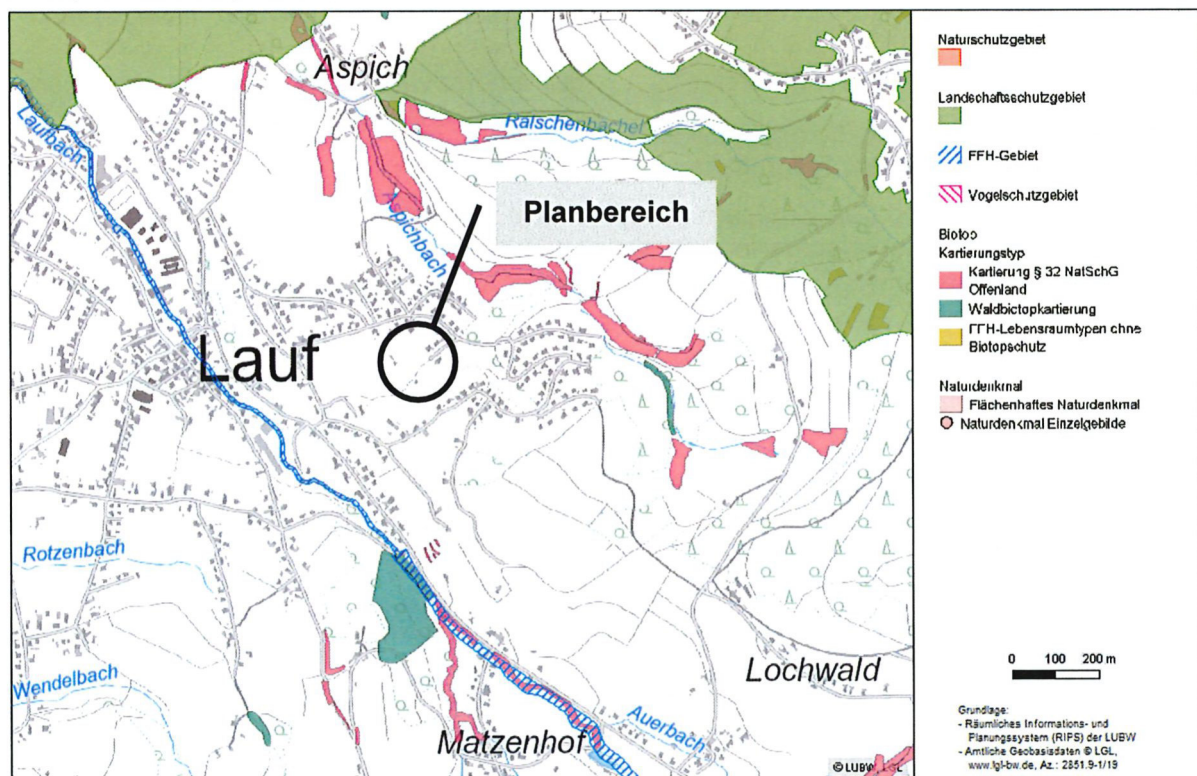 Aspich
Laufbach
Ralschenbächel
Planbereich
Aspichbach
Lauf
Rotzenbach
Wendelbach
Lochwald
Auerbach
Matzenhof
© LUBW, LGL
Naturschutzgebiet
Landschaftsschutzgebiet
FFH-Gebiet
Vogelschutzgebiet
Biotop
Kartierungstyp
Kartierung § 32 NatSchG
Offenland
Waldbiotopkartierung
FFH-Lebensraumtypen ohne
Biotopschutz
Naturdenkmal
Flächenhaftes Naturdenkmal
Naturdenkmal Einzelgebilde
0 100 200 m
Grundlage:
- Räumliches Informations- und
Planungssystem (RIPS) der LUBW
- Amtliche Geobasisdaten © LGL,
www.lgl-bw.de, Az.: 2851.9-1/19